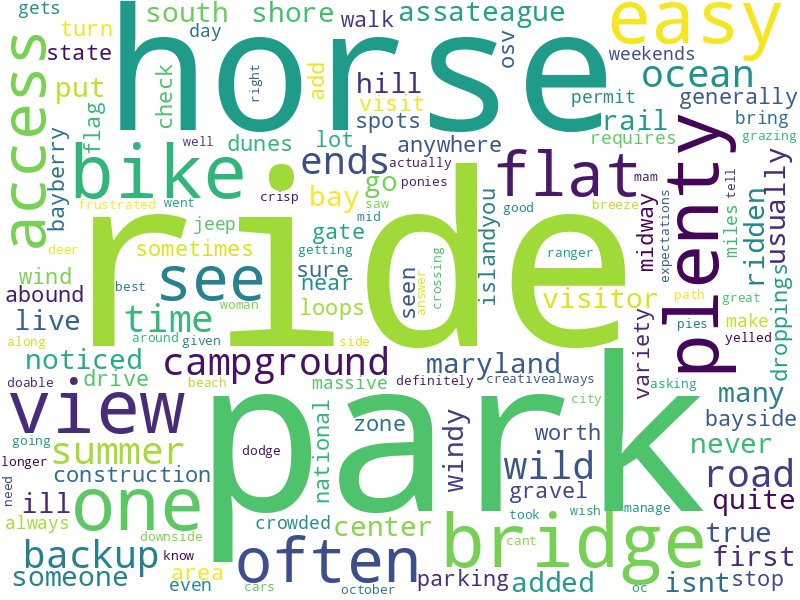 gets
south
shore
assateague
turn
day
walk
easy
state
horse
osv
weekends
access
put
check
right
add
hill
visit
spots
ocean
permit
generally
rail
bring
flag
bayberry
well
dunes
lot
anywhere
requires
grazing
bike
ends
actually
flat
plenty
usually
crisp
go
ponies
mam
tell
frustrated
went
bay
saw
good
breeze
expectations
midway
ridden
miles
ride
jeep
mid
gate
sometimes
getting
islandyou
ranger
wind
see
sure
seen
answer
crossing
deer
abound
best
near
visitor
path
great
droppings
live
time
woman
loops
variety
pies
make
along
around
given
side
yelled
noticed
campground
maryland
doable
drive
beach
massive
definitely
creativealways
asking
many
view
park
city
going
summer
dodge
national
zone
windy
worth
bayside
never
longer
construction
wild
road
need
ill
one
gravel
quite
always
crowded
center
took
wish
manage
downside
often
bridge
cant
true
backup
know
first
someone
even
area
cars
october
parking
added
oc
isnt
stop